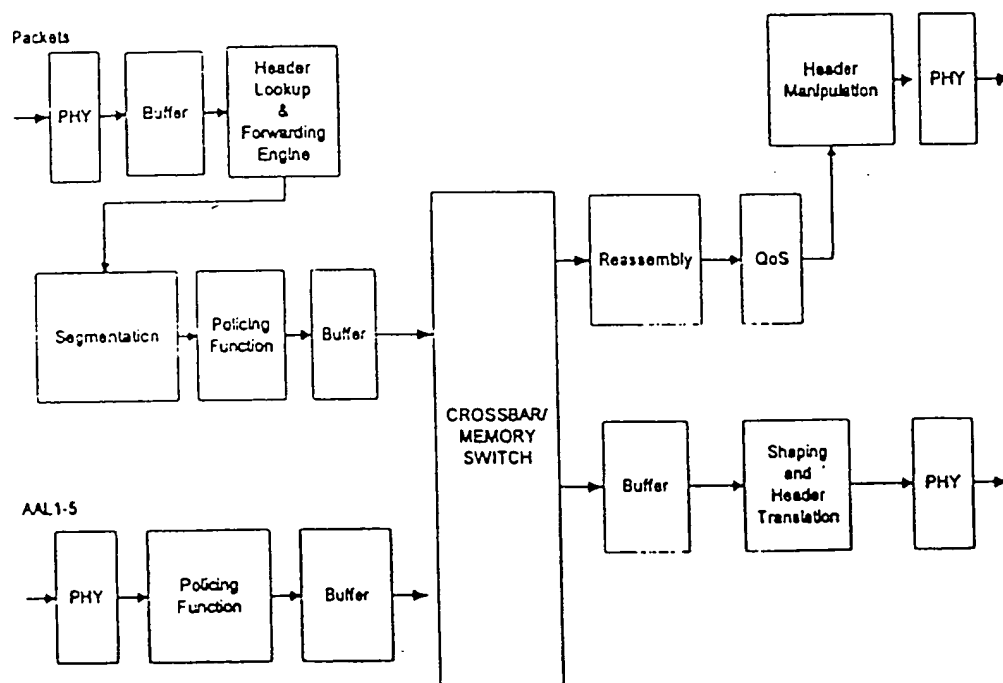 Packets
PHY
Buffer
Header
Lookup
&
Forwarding
Engine
Header
Manipulation
PHY
Segmentation
Policing
Function
Buffer
Reassembly
QoS
CROSSBAR/
MEMORY
SWITCH
AAL1-5
PHY
Policing
Function
Buffer
Buffer
Shaping
and
Header
Translation
PHY